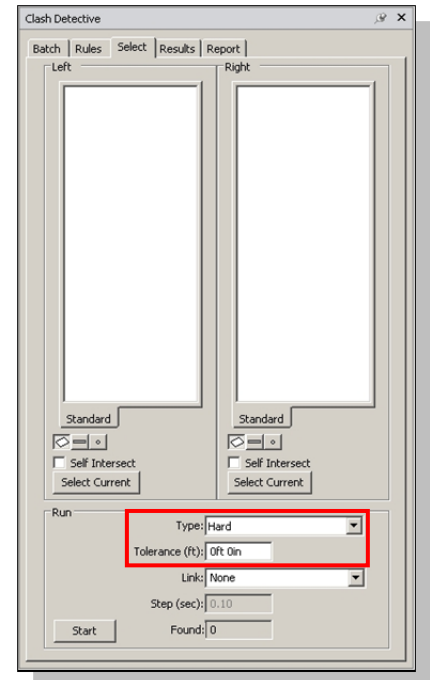 Clash Detective
Batch Rules Select Results Report
Left Right
Standard Standard
Self Intersect Self Intersect
Select Current Select Current
Run
Type: Hard
Tolerance (ft): 0ft 0in
Link: None
Step (sec): 0.10
Start Found: 0